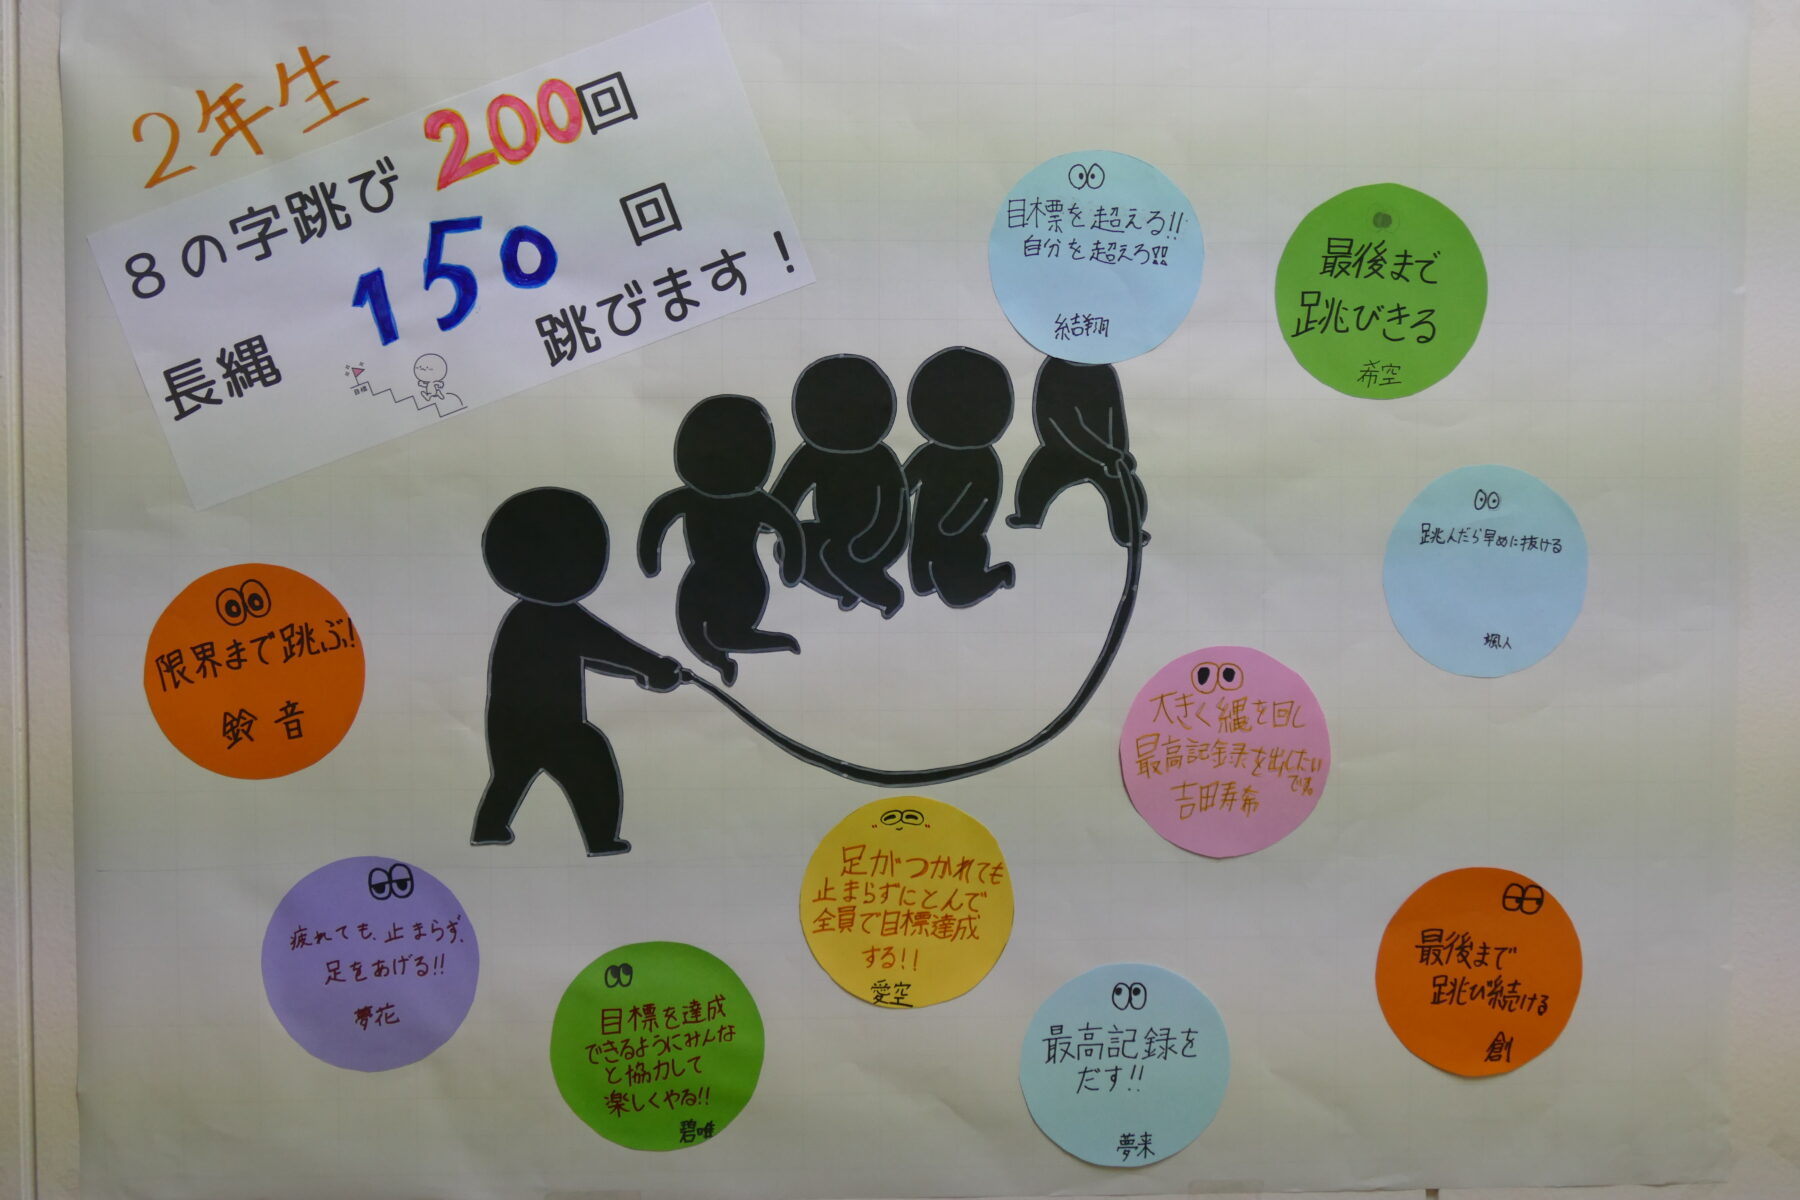 2年生
8の字跳び 200回
長縄 150 回
跳びます!
目標
目標を超える!!
自分を超えろ!!
結翔
最後まで
跳びきる
希空
跳んだら早めに抜ける
颯人
限界まで跳ぶ!
鈴音
大きく縄を回し
最高記録を出したい
です。
吉田寿希
足がつかれても
止まらずにとんで
全員で目標達成
する!!
愛空
疲れても、止まらず、
足をあげる!!
夢花
目標を達成
できるようにみんな
と協力して
楽しくやる!!
碧唯
最高記録を
だす!!
夢来
最後まで
跳び続ける
創